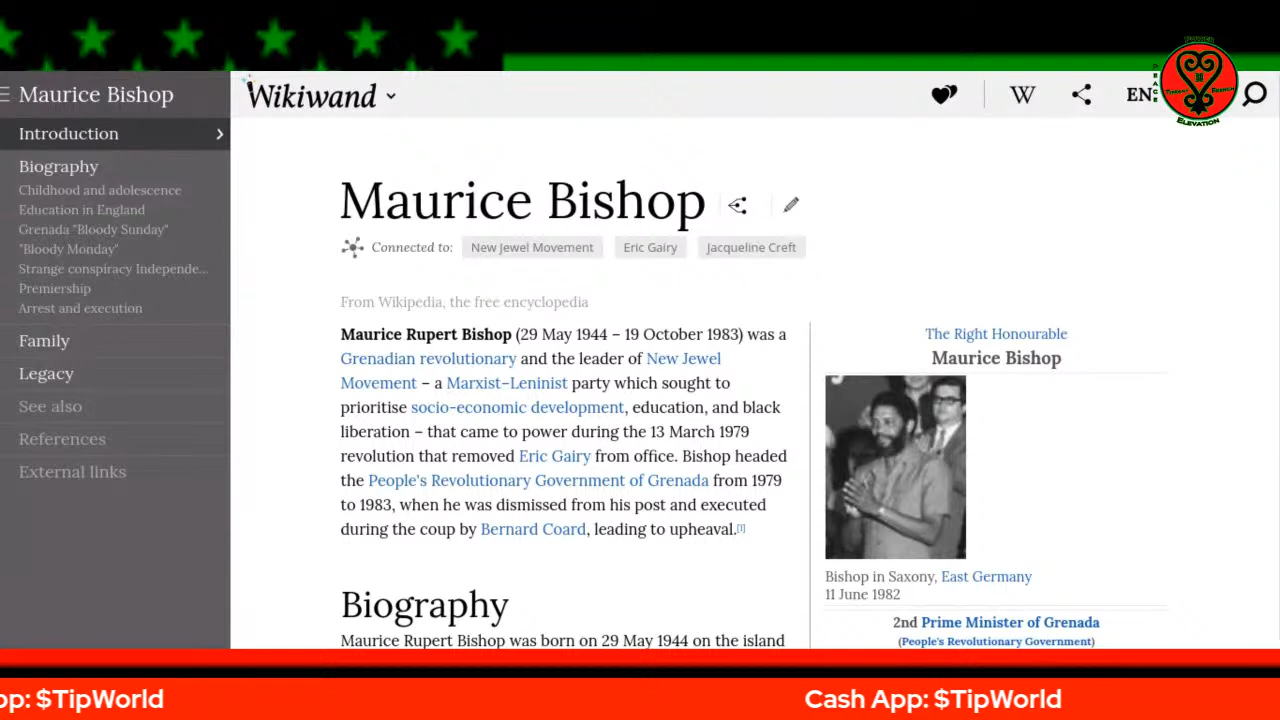 Maurice Bishop
Introduction
Biography
Childhood and adolescence
Education in England
Grenada "Bloody Sunday"
"Bloody Monday"
Strange conspiracy Independe...
Premiership
Arrest and execution
Family
Legacy
See also
References
External links
Wikiwand
W
EN
POWER
PEACE
ELEVATION
Maurice Bishop
Connected to: New Jewel Movement Eric Gairy Jacqueline Creft
From Wikipedia, the free encyclopedia
Maurice Rupert Bishop (29 May 1944 – 19 October 1983) was a
Grenadian revolutionary and the leader of New Jewel
Movement – a Marxist–Leninist party which sought to
prioritise socio-economic development, education, and black
liberation – that came to power during the 13 March 1979
revolution that removed Eric Gairy from office. Bishop headed
the People's Revolutionary Government of Grenada from 1979
to 1983, when he was dismissed from his post and executed
during the coup by Bernard Coard, leading to upheaval.[1]
Biography
Maurice Rupert Bishop was born on 29 May 1944 on the island
The Right Honourable
Maurice Bishop
Bishop in Saxony, East Germany
11 June 1982
2nd Prime Minister of Grenada
(People's Revolutionary Government)
pp: $TipWorld
Cash App: $TipWorld